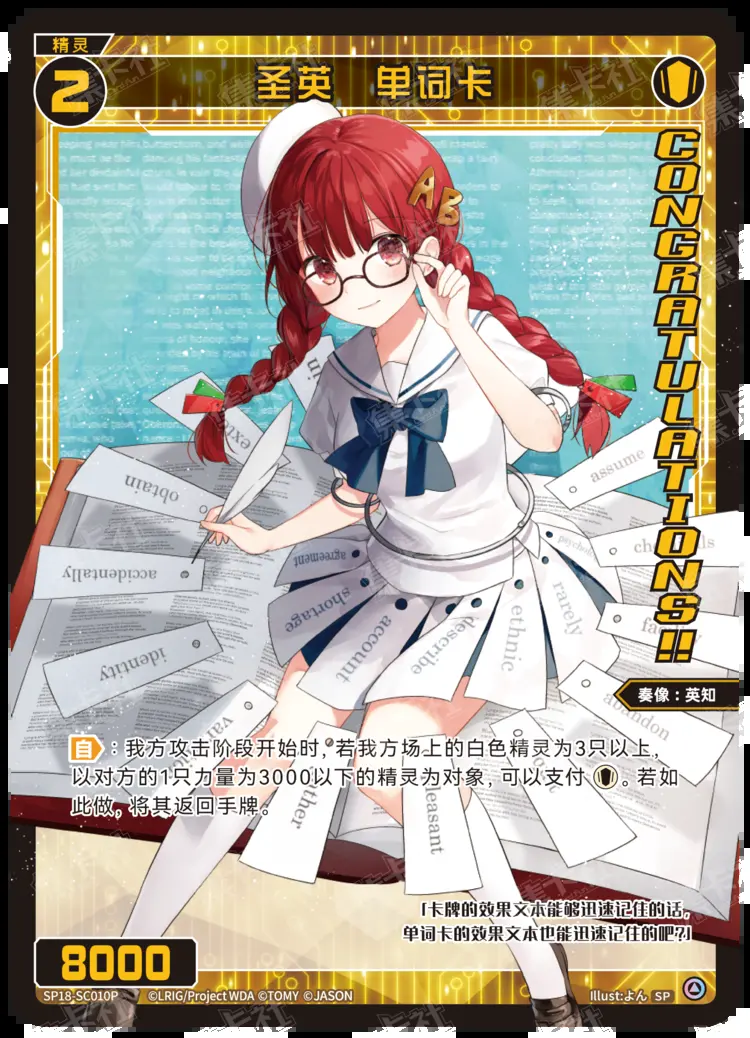 精灵
2
圣英 单词卡
CONGRATULATIONS!!
AB
in
obtain
assume
accidentally
agreement
identity
shortage
account
describe
ethnic
rarely
abandon
pleasant
奏像：英知
自：我方攻击阶段开始时，若我方场上的白色精灵为3只以上，
以对方的1只力量为3000以下的精灵为对象，可以支付。若如
此做，将其返回手牌。
「卡牌的效果文本能够迅速记住的话，
单词卡的效果文本也能迅速记住的吧？」
8000
SP18-SC010P ©LRIG/Project WDA ©TOMY ©JASON
Illust:よん SP
集卡社